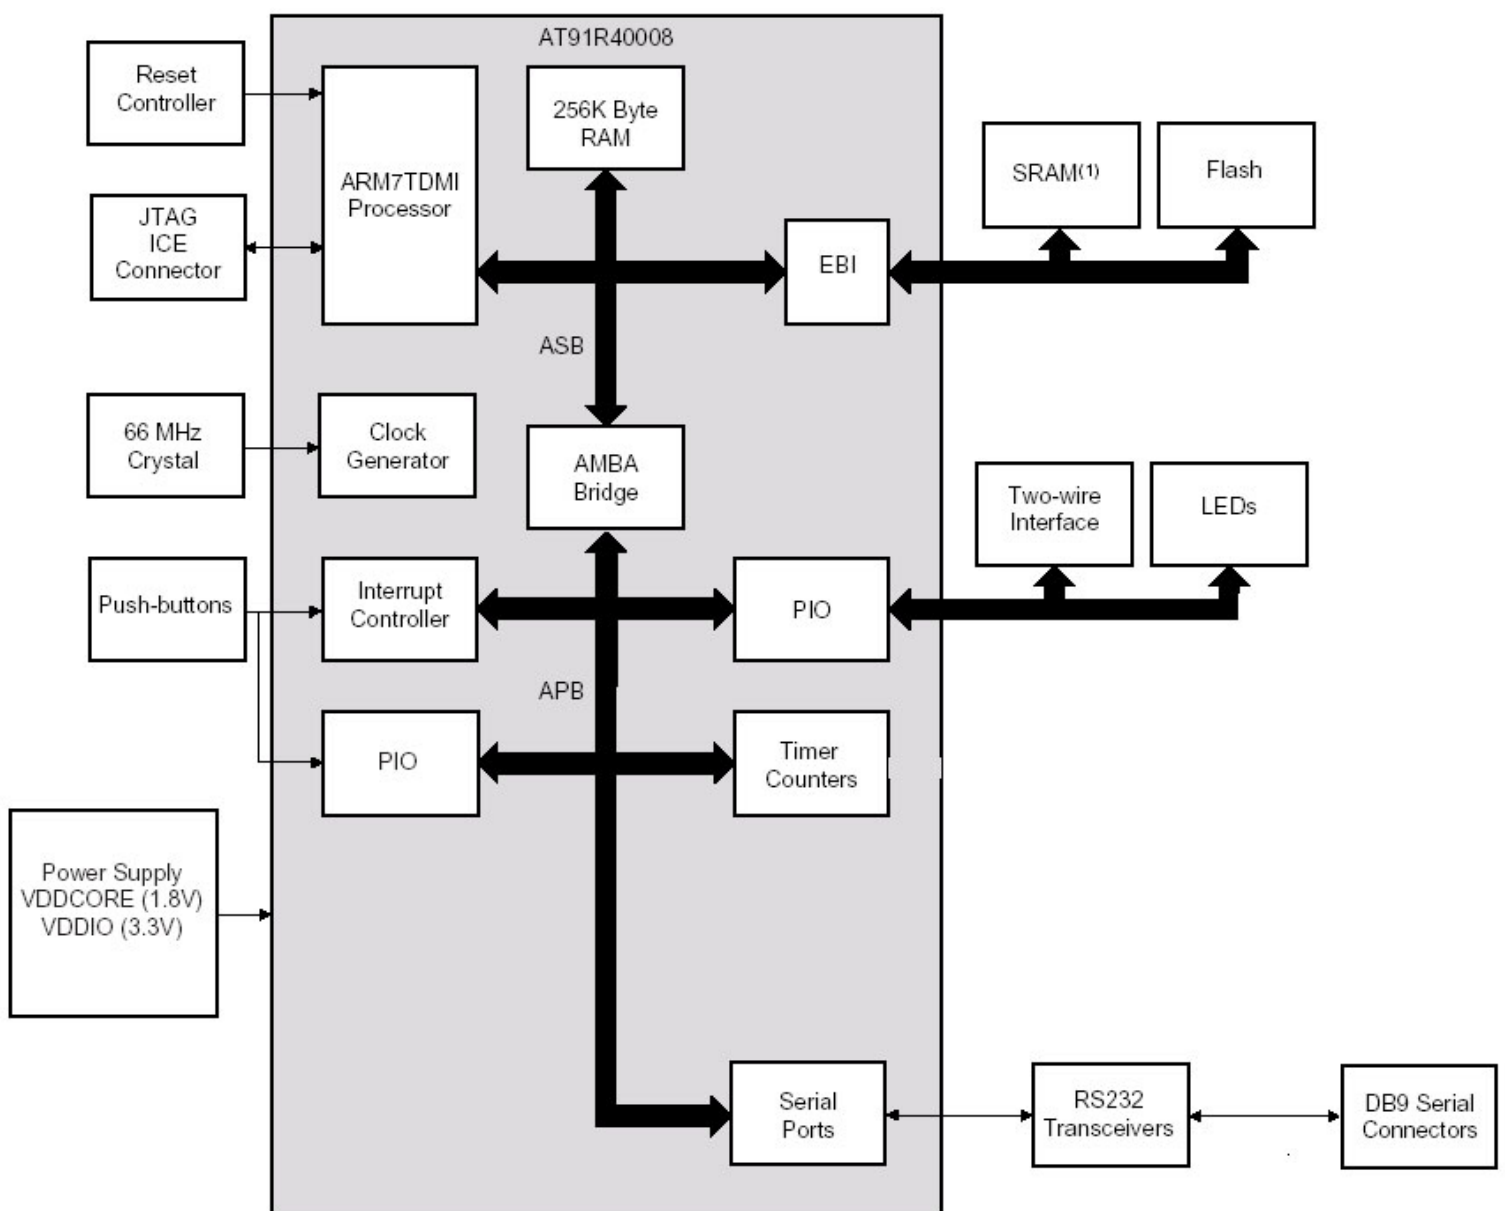 AT91R40008
Reset
Controller
256K Byte
RAM
ARM7TDMI
Processor
SRAM(1)
Flash
JTAG
ICE
Connector
EBI
ASB
66 MHz
Crystal
Clock
Generator
AMBA
Bridge
Two-wire
Interface
LEDs
Push-buttons
Interrupt
Controller
PIO
APB
PIO
Timer
Counters
Power Supply
VDDCORE (1.8V)
VDDIO (3.3V)
Serial
Ports
RS232
Transceivers
DB9 Serial
Connectors